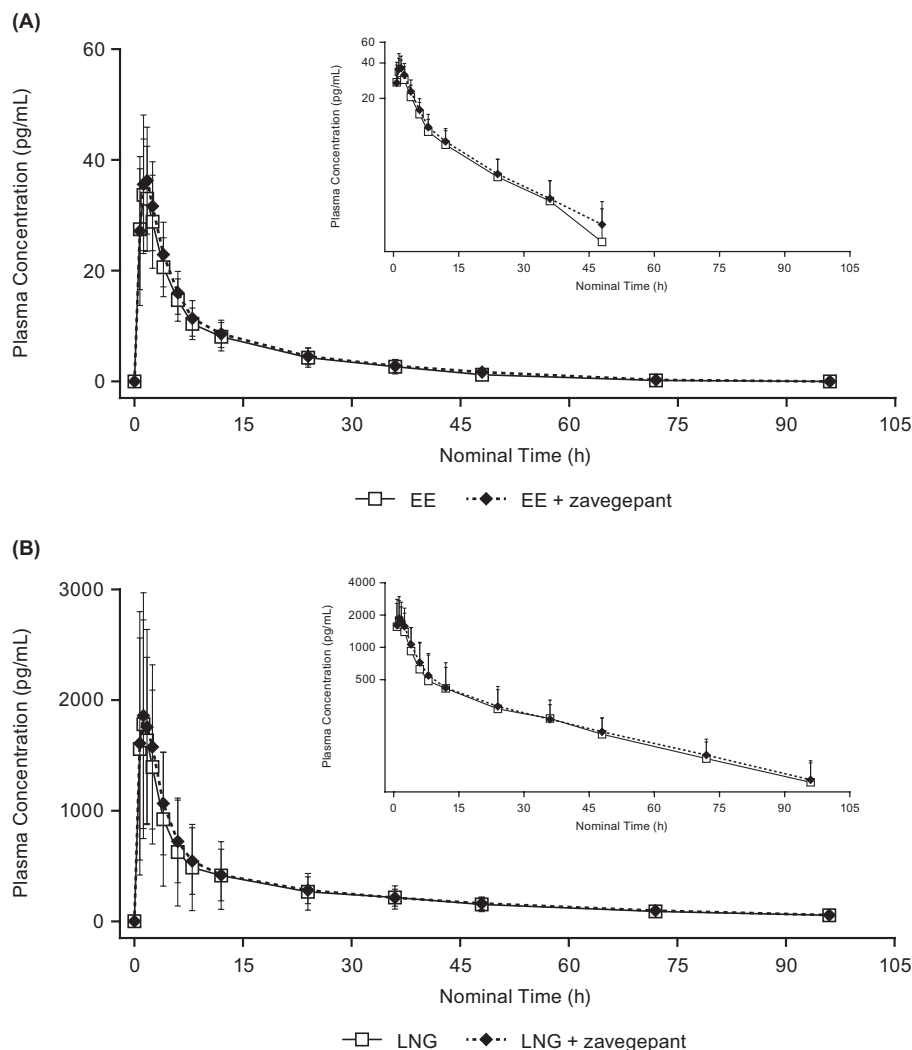 (A)
60
40
20
0
Plasma Concentration (pg/mL)
0 15 30 45 60 75 90 105
Nominal Time (h)
60
40
20
Plasma Concentration (pg/mL)
0 15 30 45 60 75 90 105
Nominal Time (h)
EE EE + zavegepant
(B)
3000
2000
1000
0
Plasma Concentration (pg/mL)
0 15 30 45 60 75 90 105
Nominal Time (h)
4000
2000
1000
500
Plasma Concentration (pg/mL)
0 15 30 45 60 75 90 105
Nominal Time (h)
LNG LNG + zavegepant